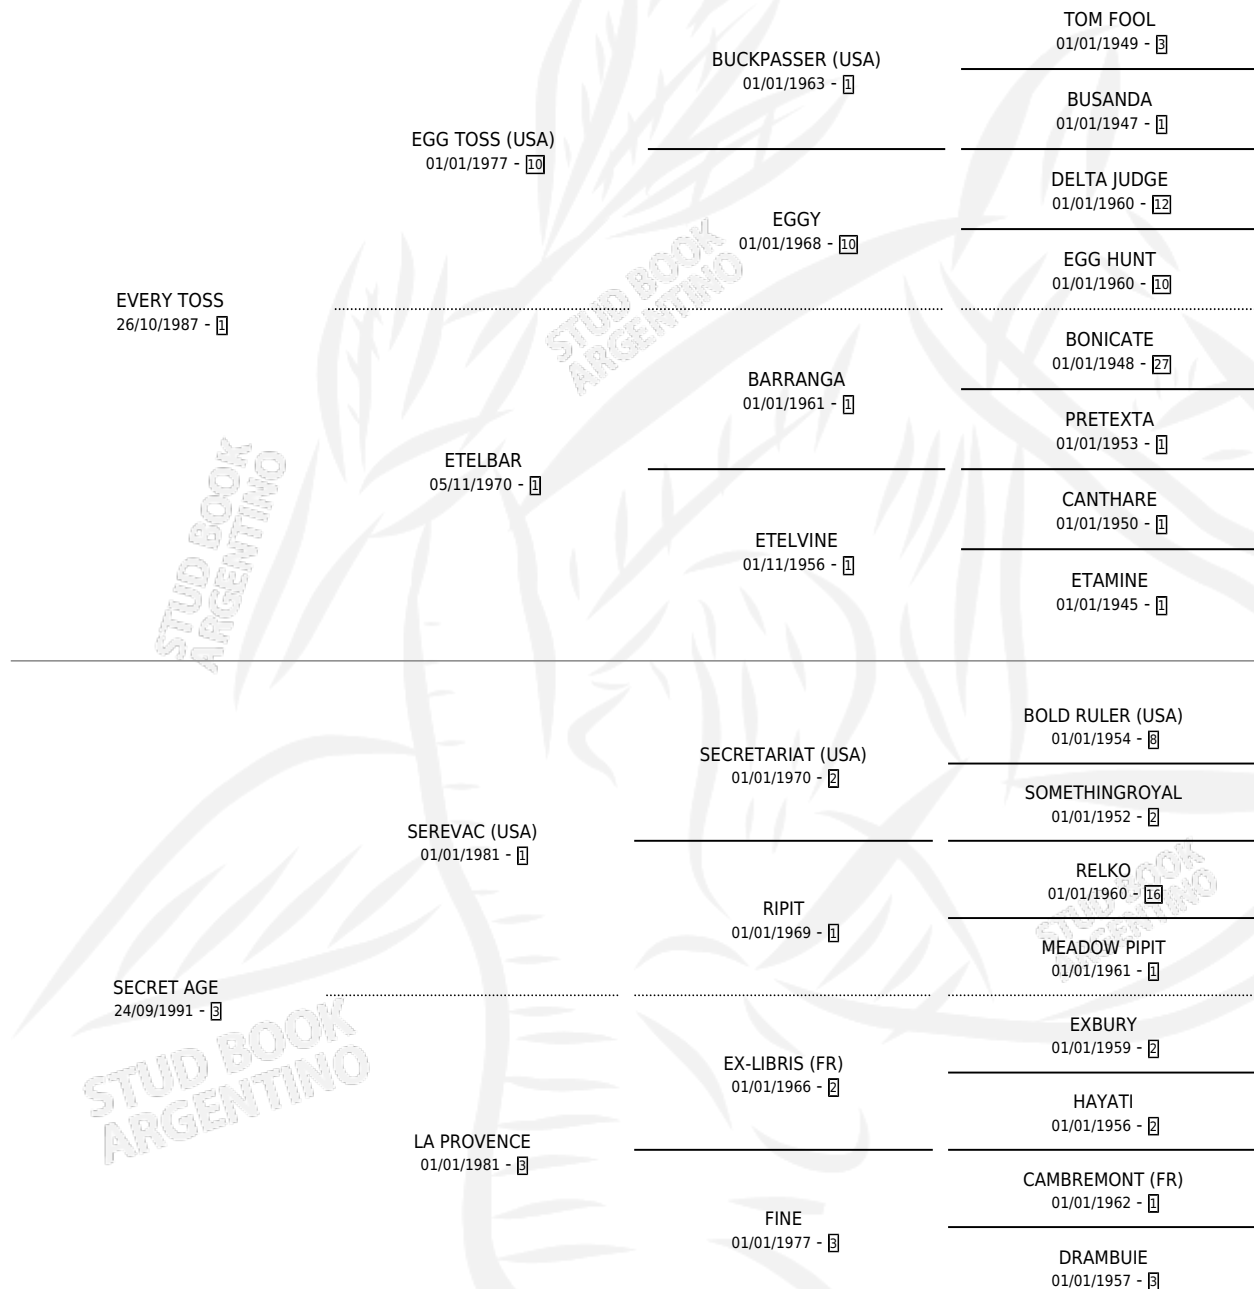 EVERY TOSS
26/10/1987 - 1
EGG TOSS (USA)
01/01/1977 - 10
BUCKPASSER (USA)
01/01/1963 - 1
TOM FOOL
01/01/1949 - 3
BUSANDA
01/01/1947 - 1
EGGY
01/01/1968 - 10
DELTA JUDGE
01/01/1960 - 12
EGG HUNT
01/01/1960 - 10
ETELBAR
05/11/1970 - 1
BARRANGA
01/01/1961 - 1
BONICATE
01/01/1948 - 27
PRETEXTA
01/01/1953 - 1
ETELVINE
01/11/1956 - 1
CANTHARE
01/01/1950 - 1
ETAMINE
01/01/1945 - 1
SECRET AGE
24/09/1991 - 3
SEREVAC (USA)
01/01/1981 - 1
SECRETARIAT (USA)
01/01/1970 - 2
BOLD RULER (USA)
01/01/1954 - 8
SOMETHINGROYAL
01/01/1952 - 2
RIPIT
01/01/1969 - 1
RELKO
01/01/1960 - 16
MEADOW PIPIT
01/01/1961 - 1
LA PROVENCE
01/01/1981 - 3
EX-LIBRIS (FR)
01/01/1966 - 2
EXBURY
01/01/1959 - 2
HAYATI
01/01/1956 - 2
FINE
01/01/1977 - 3
CAMBREMONT (FR)
01/01/1962 - 1
DRAMBUIE
01/01/1957 - 3
STUD BOOK
ARGENTINO
STUD BOOK
ARGENTINO
STUD BOOK
ARGENTINO
STUD BOOK
ARGENTINO